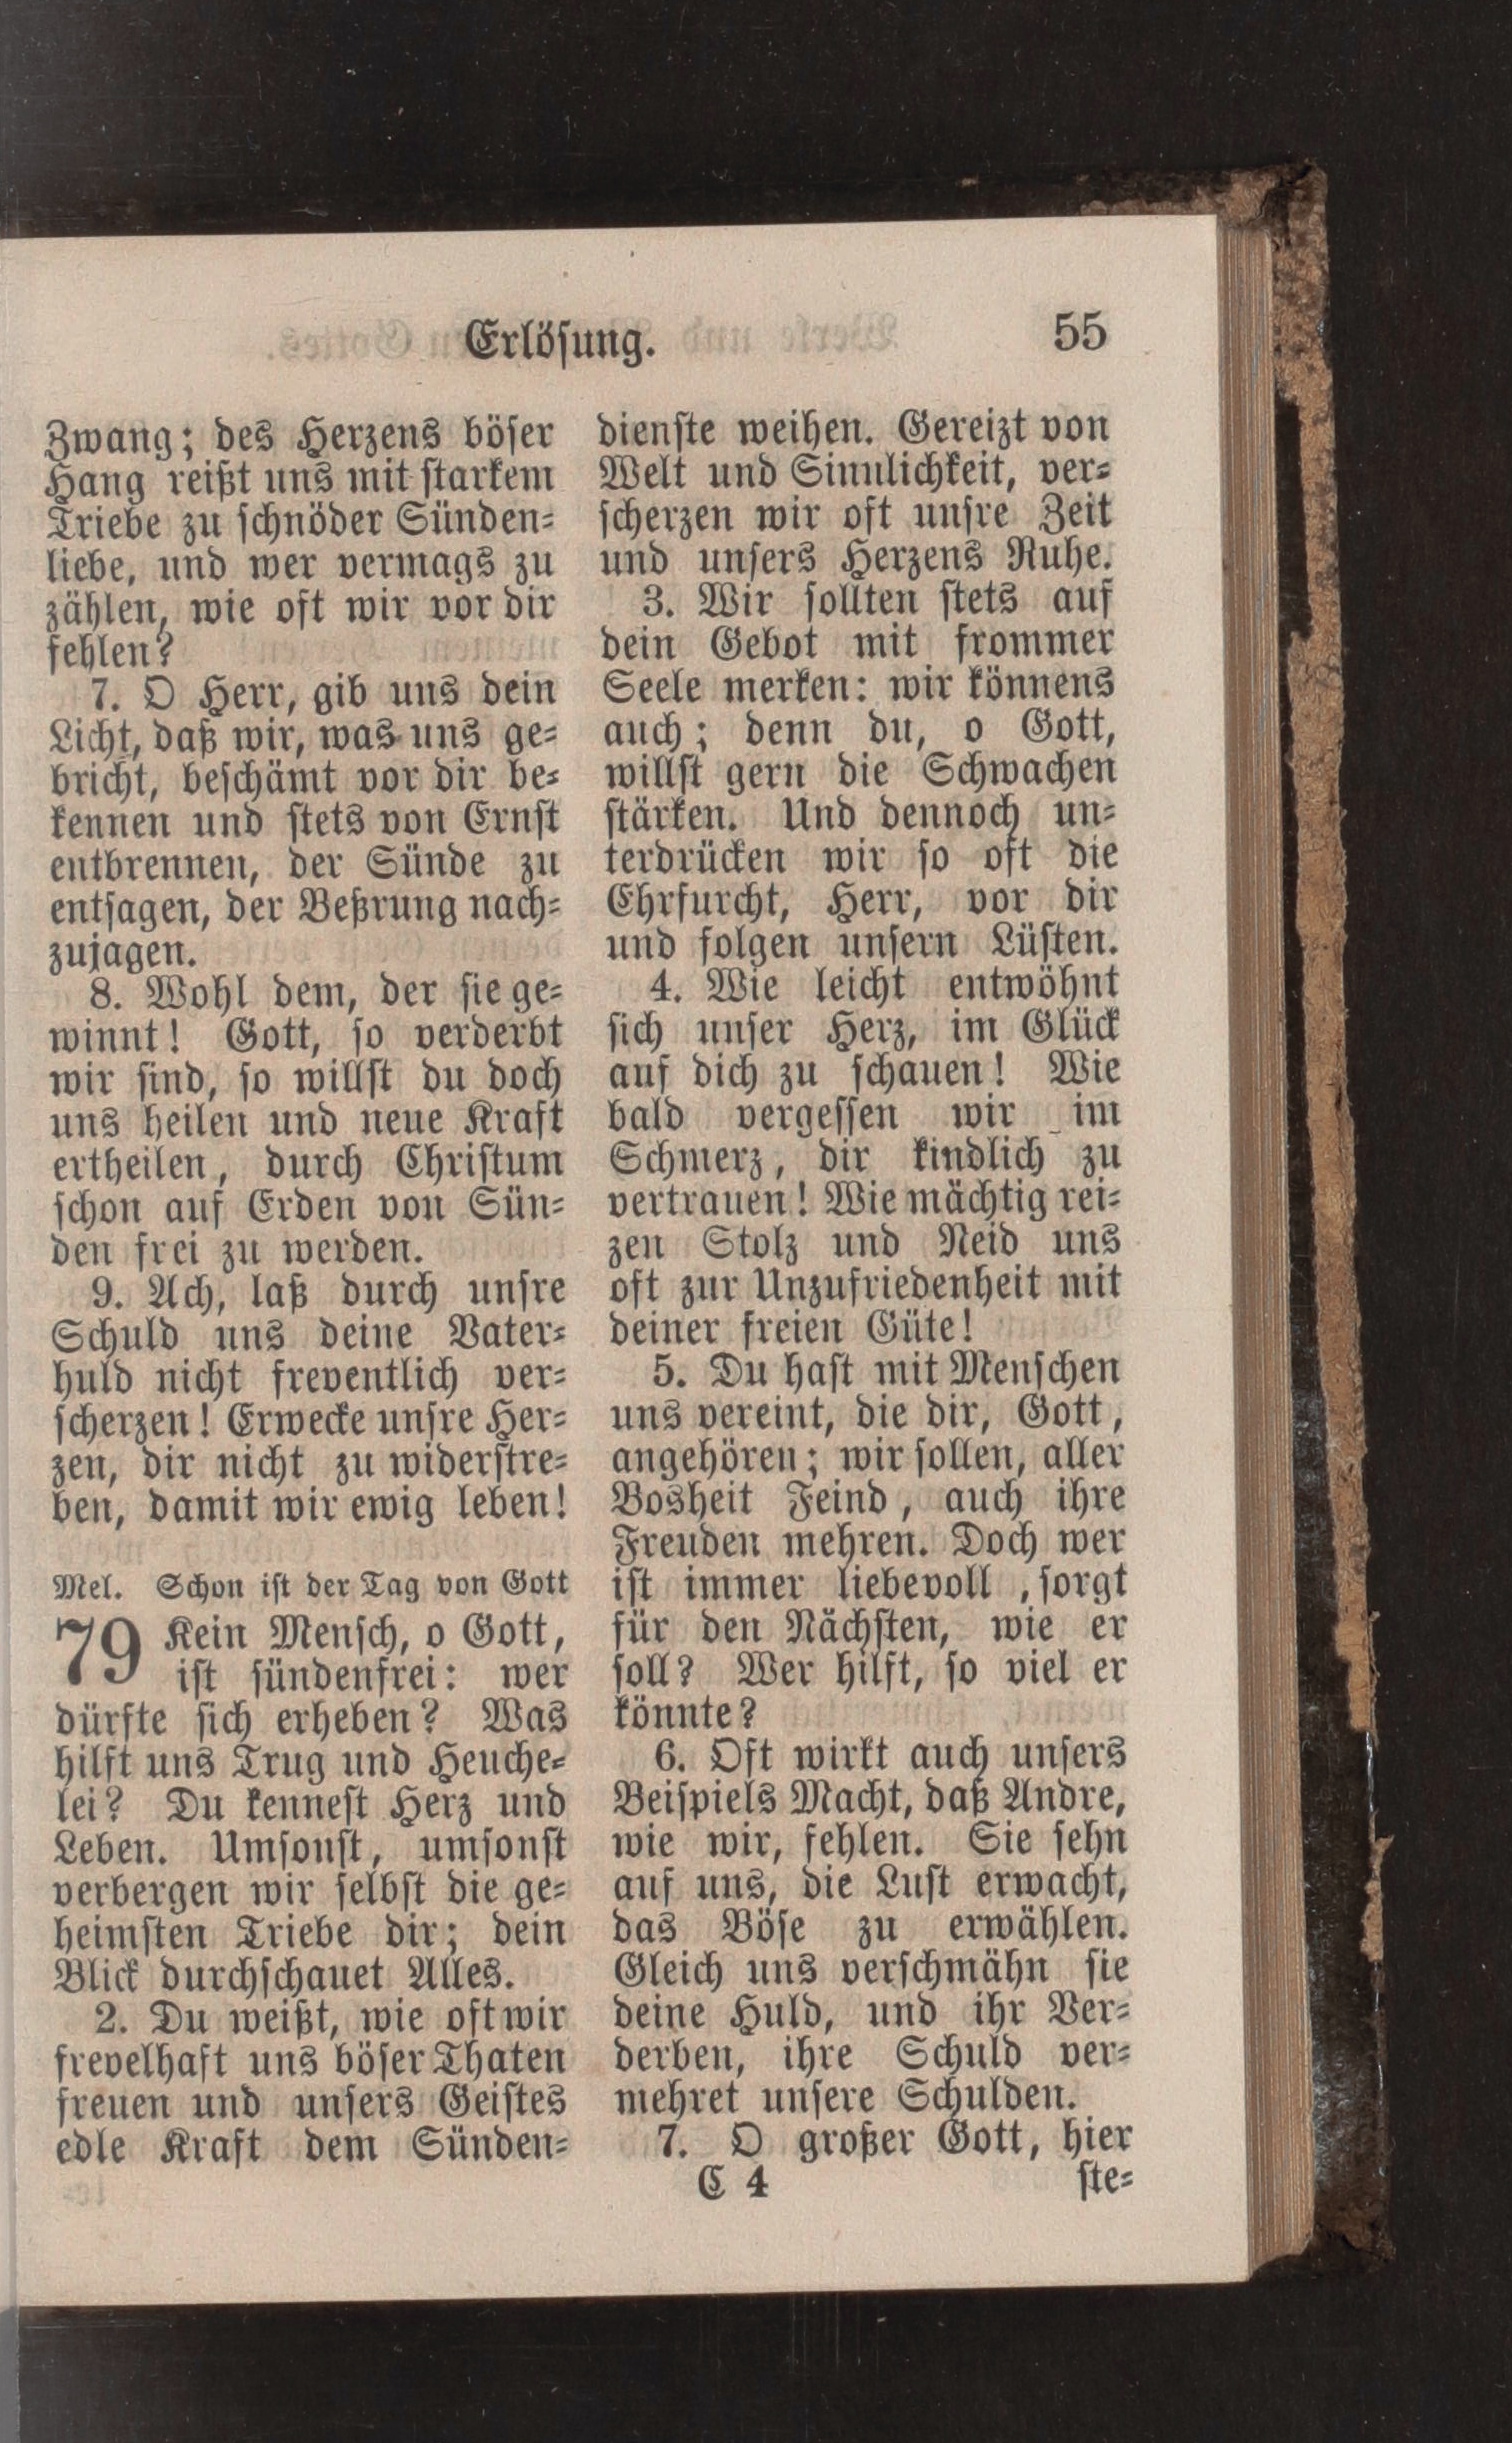 Erlösung. 55
Zwang; des Herzens böser
Hang reißt uns mit starkem
Triebe zu schnöder Sünden=
liebe, und wer vermags zu
zählen, wie oft wir vor dir
fehlen?
7. O Herr, gib uns dein
Licht, daß wir, was uns ge=
bricht, beschämt vor dir be=
kennen und stets von Ernst
entbrennen, der Sünde zu
entsagen, der Beßrung nach=
zujagen.
8. Wohl dem, der sie ge=
winnt! Gott, so verderbt
wir sind, so willst du doch
uns heilen und neue Kraft
ertheilen, durch Christum
schon auf Erden von Sün=
den frei zu werden.
9. Ach, laß durch unsre
Schuld uns deine Vater=
huld nicht freventlich ver=
scherzen! Erwecke unsre Her=
zen, dir nicht zu widerstre=
ben, damit wir ewig leben!
Mel. Schon ist der Tag von Gott
79 Kein Mensch, o Gott,
ist sündenfrei: wer
dürfte sich erheben? Was
hilft uns Trug und Heuche=
lei? Du kennest Herz und
Leben. Umsonst, umsonst
verbergen wir selbst die ge=
heimsten Triebe dir; dein
Blick durchschauet Alles.
2. Du weißt, wie oft wir
frevelhaft uns böser Thaten
freuen und unsers Geistes
edle Kraft dem Sünden=
dienste weihen. Gereizt von
Welt und Sinnlichkeit, ver=
scherzen wir oft unsre Zeit
und unsers Herzens Ruhe.
3. Wir sollten stets auf
dein Gebot mit frommer
Seele merken: wir könnens
auch; denn du, o Gott,
willst gern die Schwachen
stärken. Und dennoch un=
terdrücken wir so oft die
Ehrfurcht, Herr, vor dir
und folgen unsern Lüsten.
4. Wie leicht entwöhnt
sich unser Herz, im Glück
auf dich zu schauen! Wie
bald vergessen wir im
Schmerz, dir kindlich zu
vertrauen! Wie mächtig rei=
zen Stolz und Neid uns
oft zur Unzufriedenheit mit
deiner freien Güte!
5. Du hast mit Menschen
uns vereint, die dir, Gott,
angehören; wir sollen, aller
Bosheit Feind, auch ihre
Freuden mehren. Doch wer
ist immer liebevoll, sorgt
für den Nächsten, wie er
soll? Wer hilft, so viel er
könnte?
6. Oft wirkt auch unsers
Beispiels Macht, daß Andre,
wie wir, fehlen. Sie sehn
auf uns, die Lust erwacht,
das Böse zu erwählen.
Gleich uns verschmähn sie
deine Huld, und ihr Ver=
derben, ihre Schuld ver=
mehret unsere Schulden.
7. O großer Gott, hier
C 4 ste=